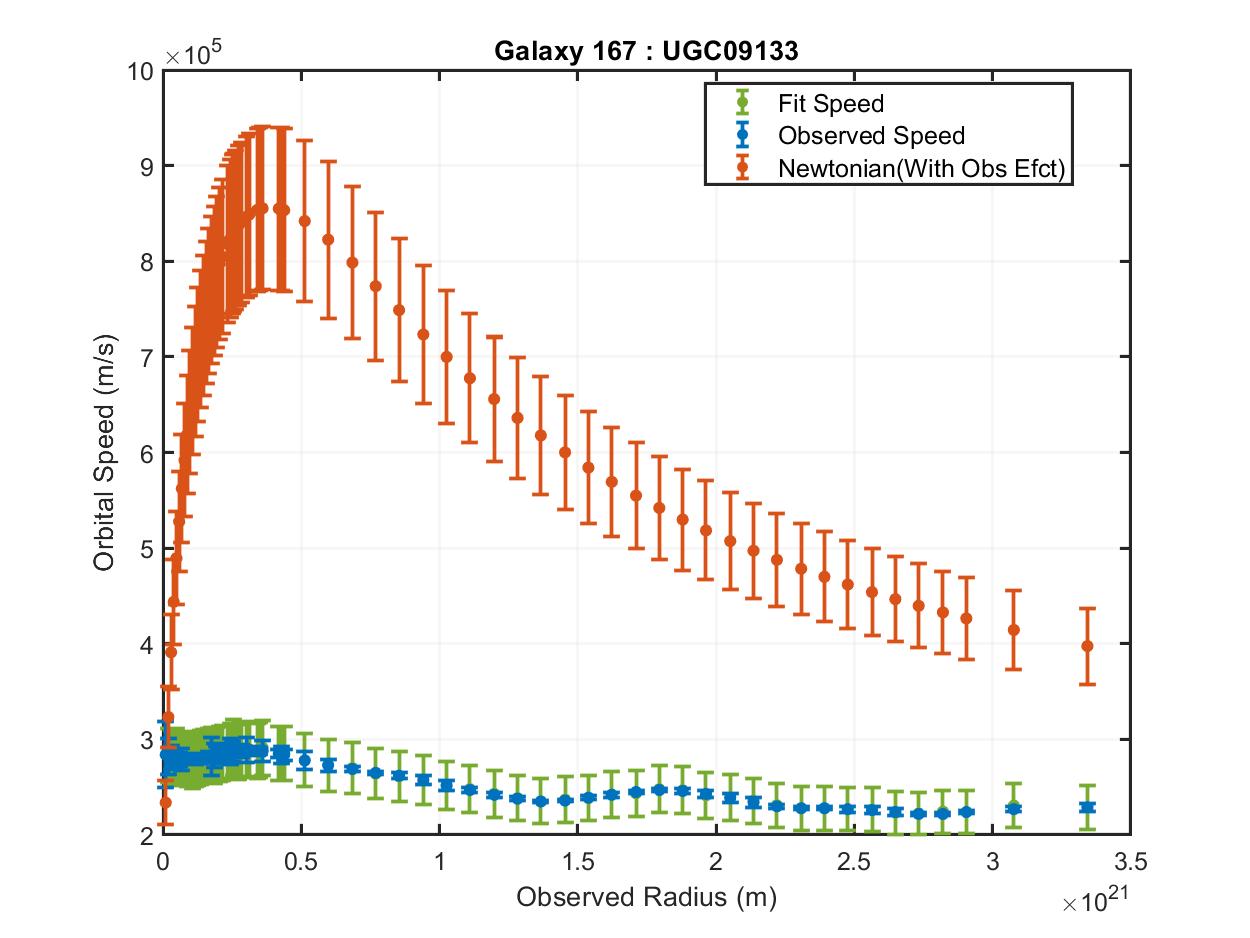 Galaxy 167 : UGC09133
×10^5
10
9
8
7
6
5
4
3
2
Orbital Speed (m/s)
Fit Speed
Observed Speed
Newtonian(With Obs Efct)
0 0.5 1 1.5 2 2.5 3 3.5
Observed Radius (m)
×10^21